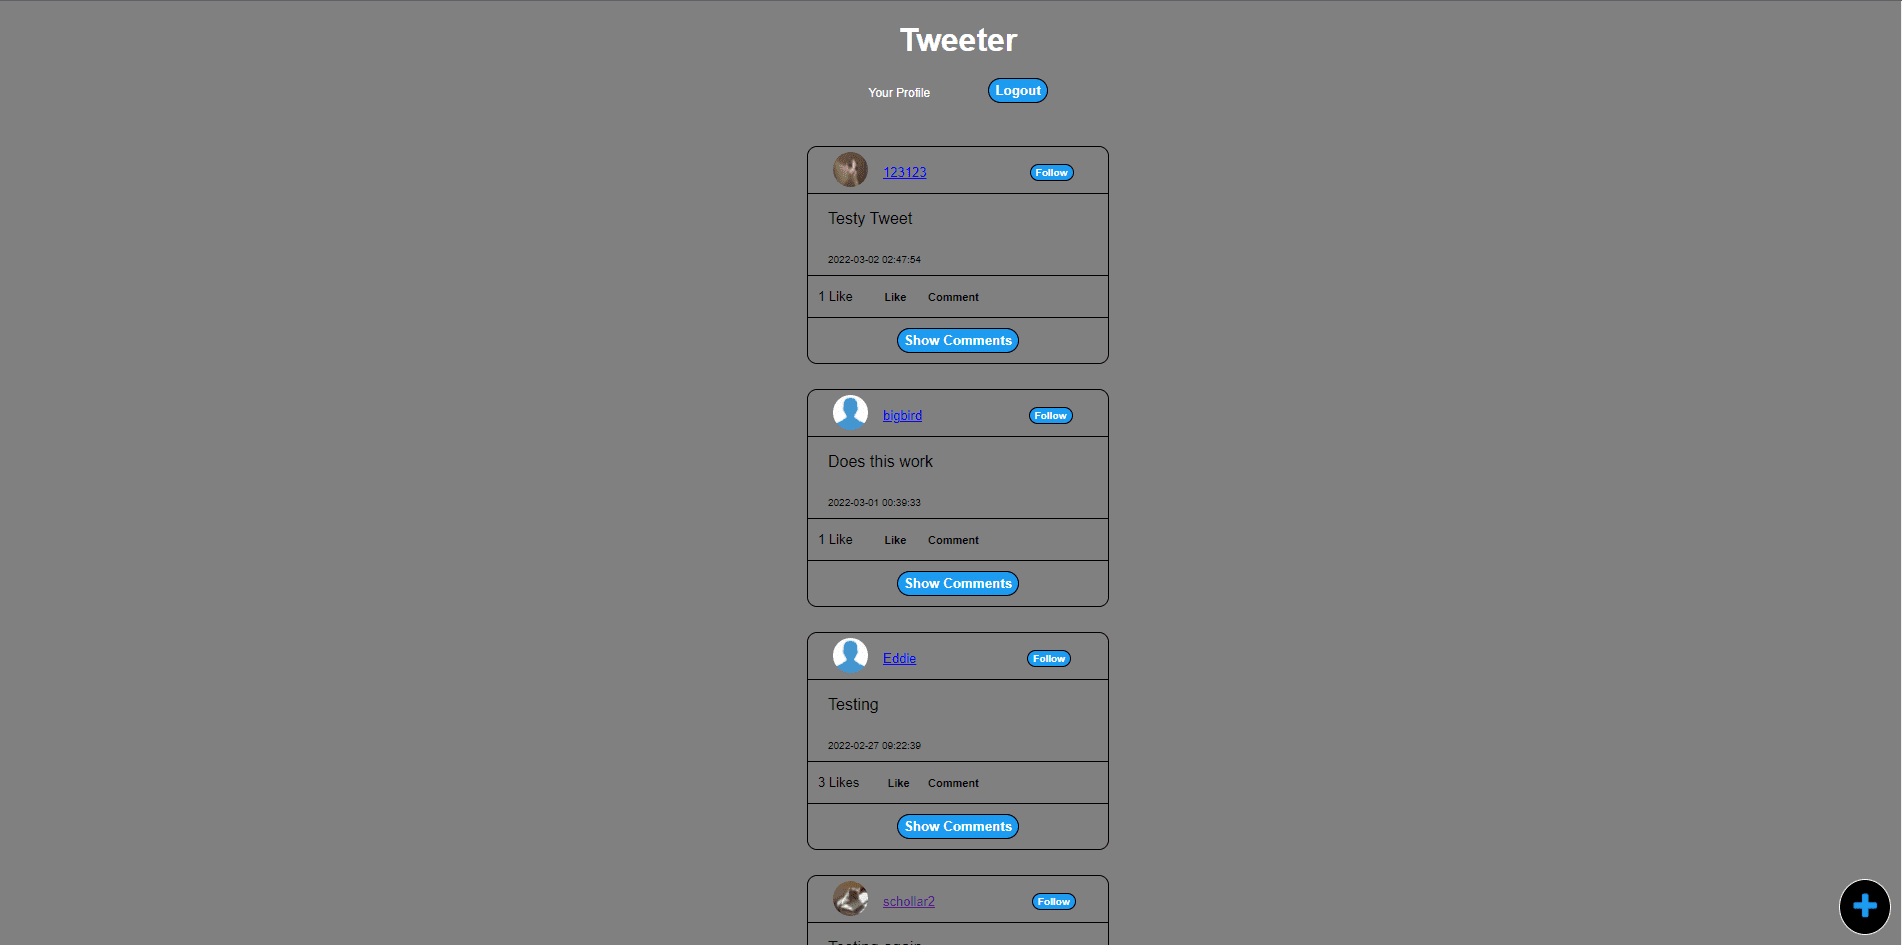 Tweeter
Your Profile Logout
123123 Follow
Testy Tweet
2022-03-02 02:47:54
1 Like Like Comment
Show Comments
bigbird Follow
Does this work
2022-03-01 00:39:33
1 Like Like Comment
Show Comments
Eddie Follow
Testing
2022-02-27 09:22:39
3 Likes Like Comment
Show Comments
schollar2 Follow
Testing again